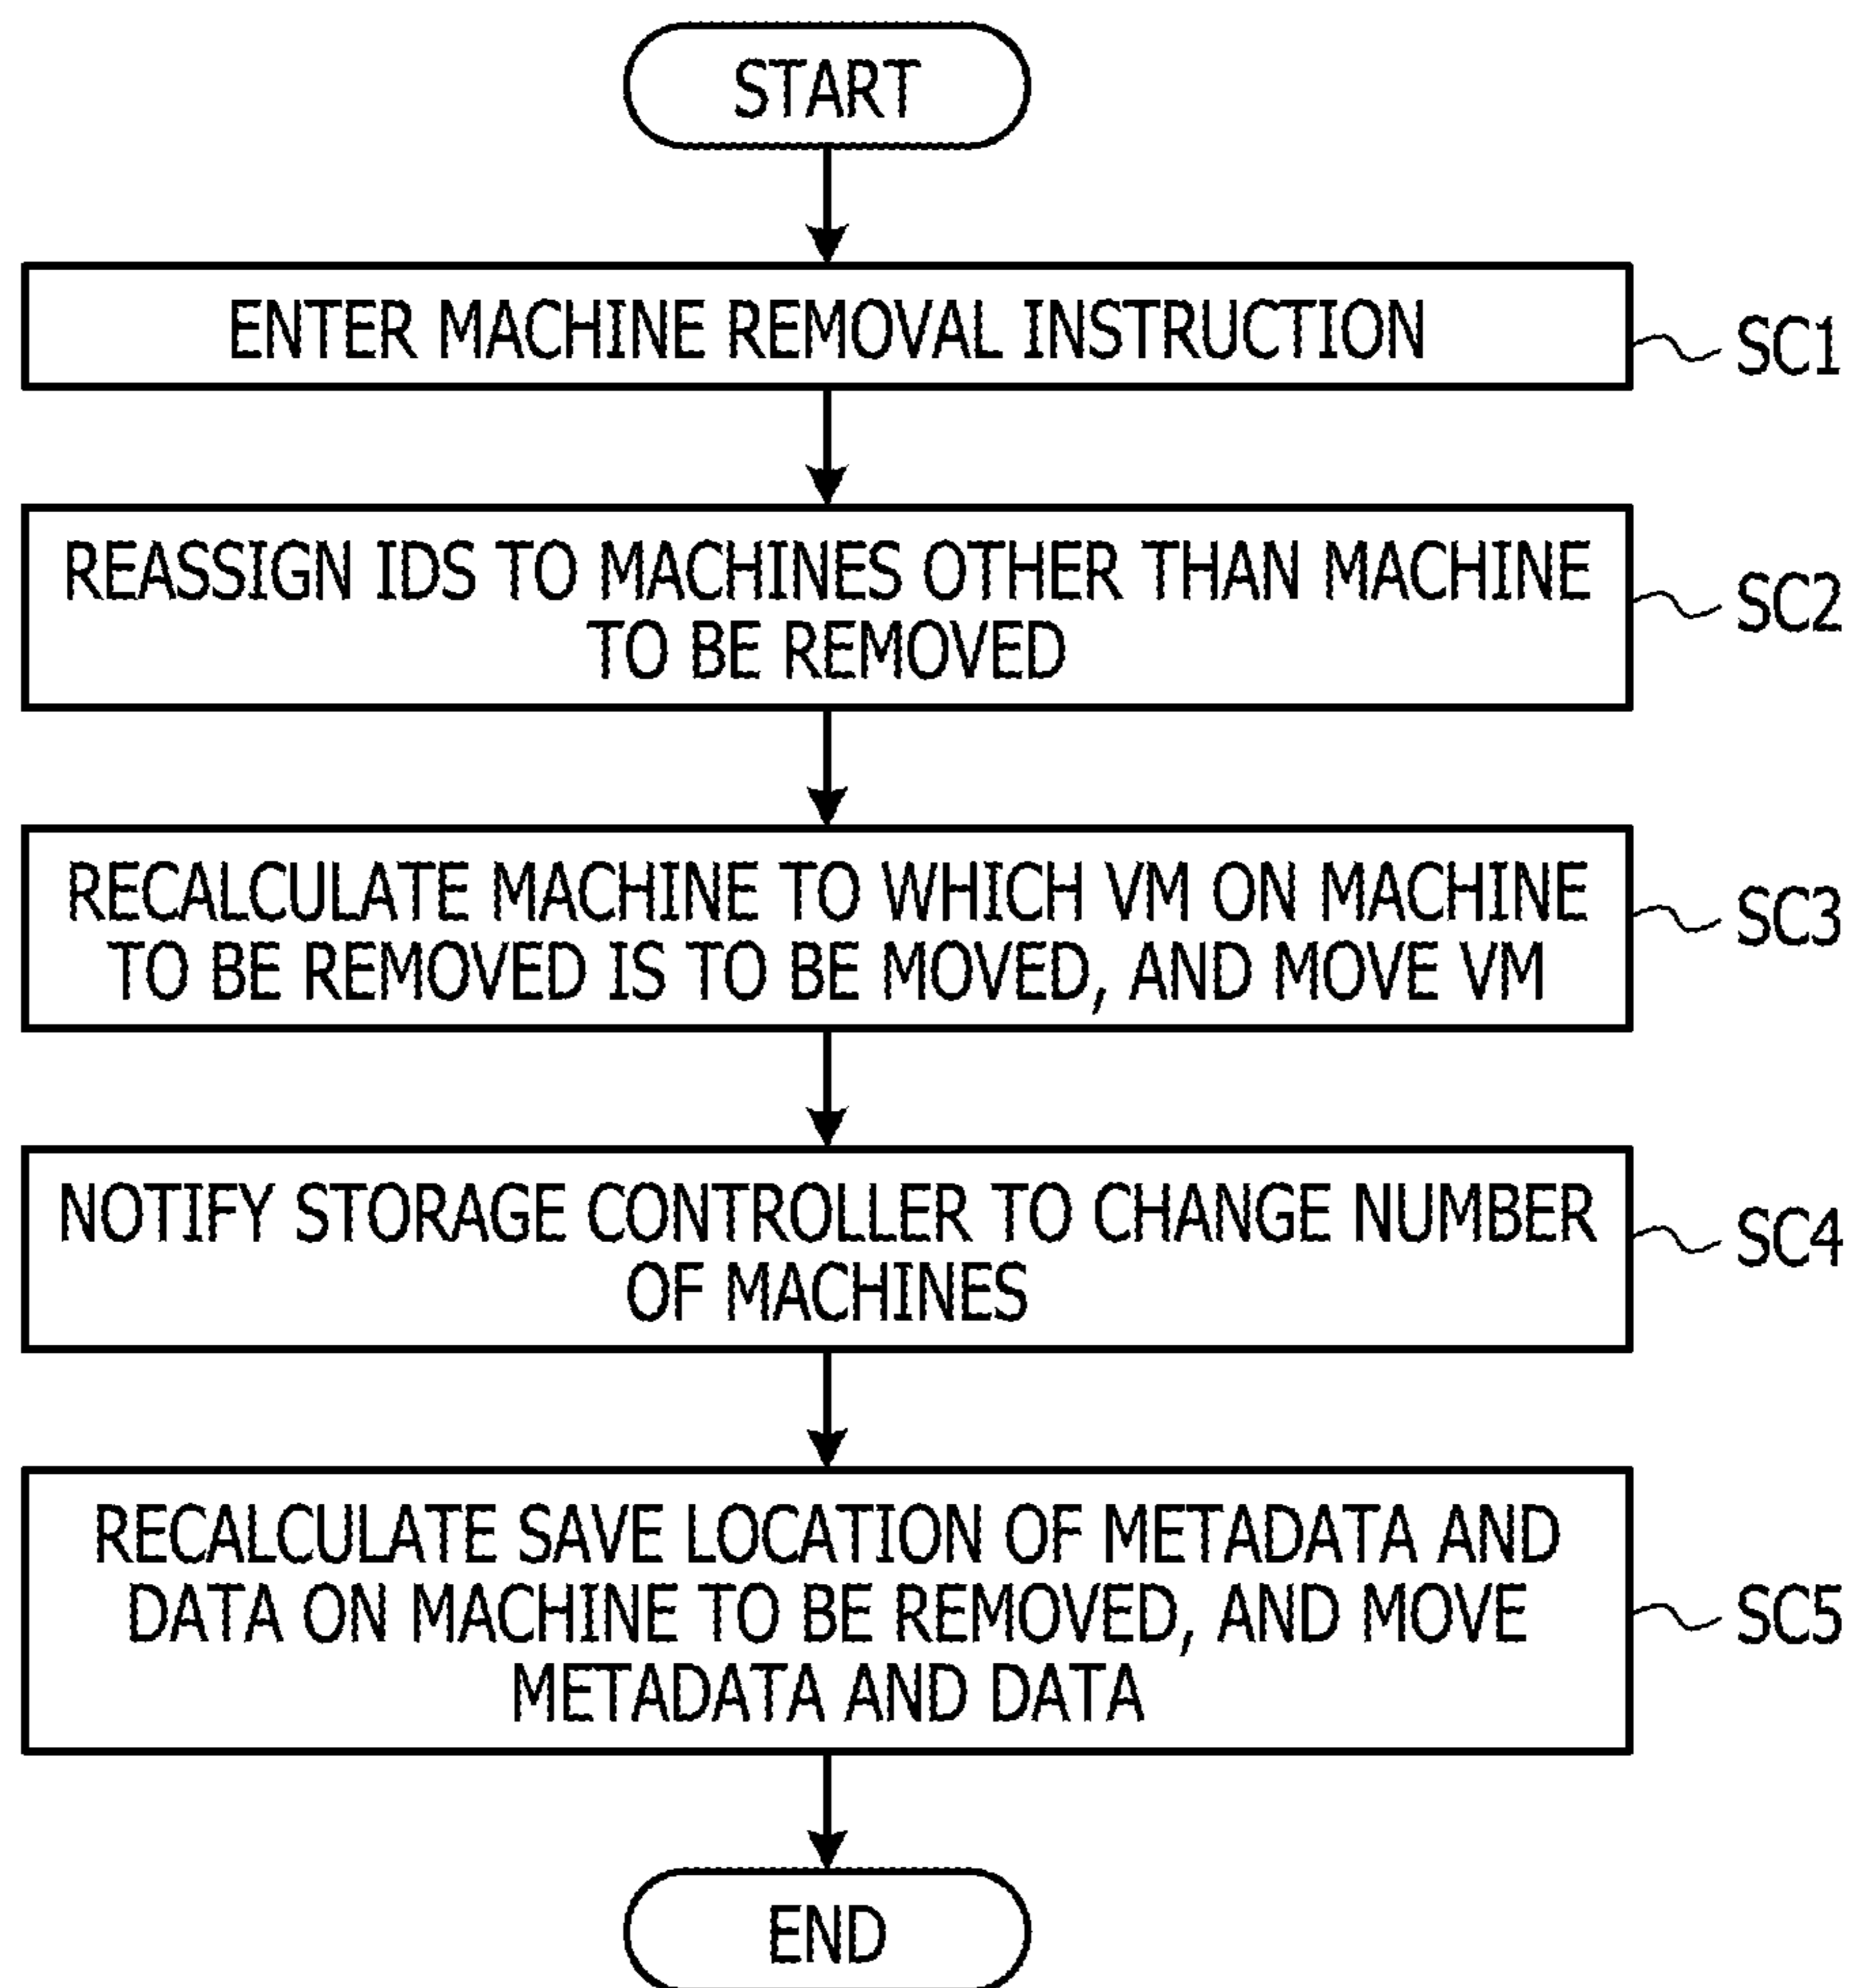 START
ENTER MACHINE REMOVAL INSTRUCTION
SC1
REASSIGN IDS TO MACHINES OTHER THAN MACHINE
TO BE REMOVED
SC2
RECALCULATE MACHINE TO WHICH VM ON MACHINE
TO BE REMOVED IS TO BE MOVED, AND MOVE VM
SC3
NOTIFY STORAGE CONTROLLER TO CHANGE NUMBER
OF MACHINES
SC4
RECALCULATE SAVE LOCATION OF METADATA AND
DATA ON MACHINE TO BE REMOVED, AND MOVE
METADATA AND DATA
SC5
END